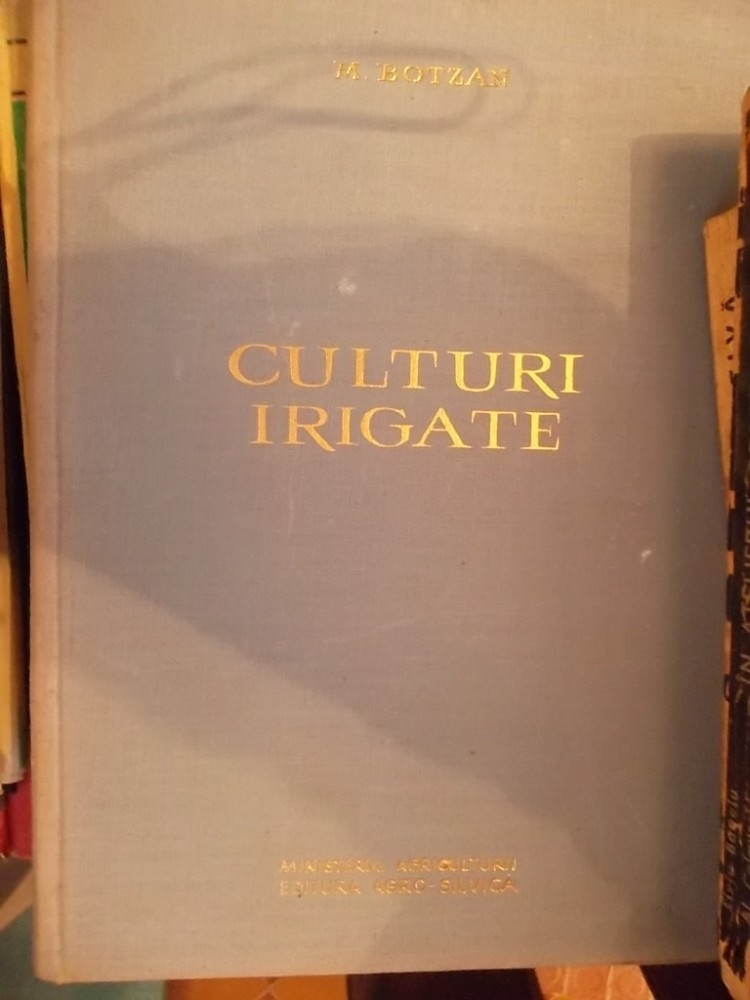 M. BOTZAN
CULTURI
IRIGATE
MINISTERUL AGRICULTURII
EDITURA AGRO-SILVICĂ